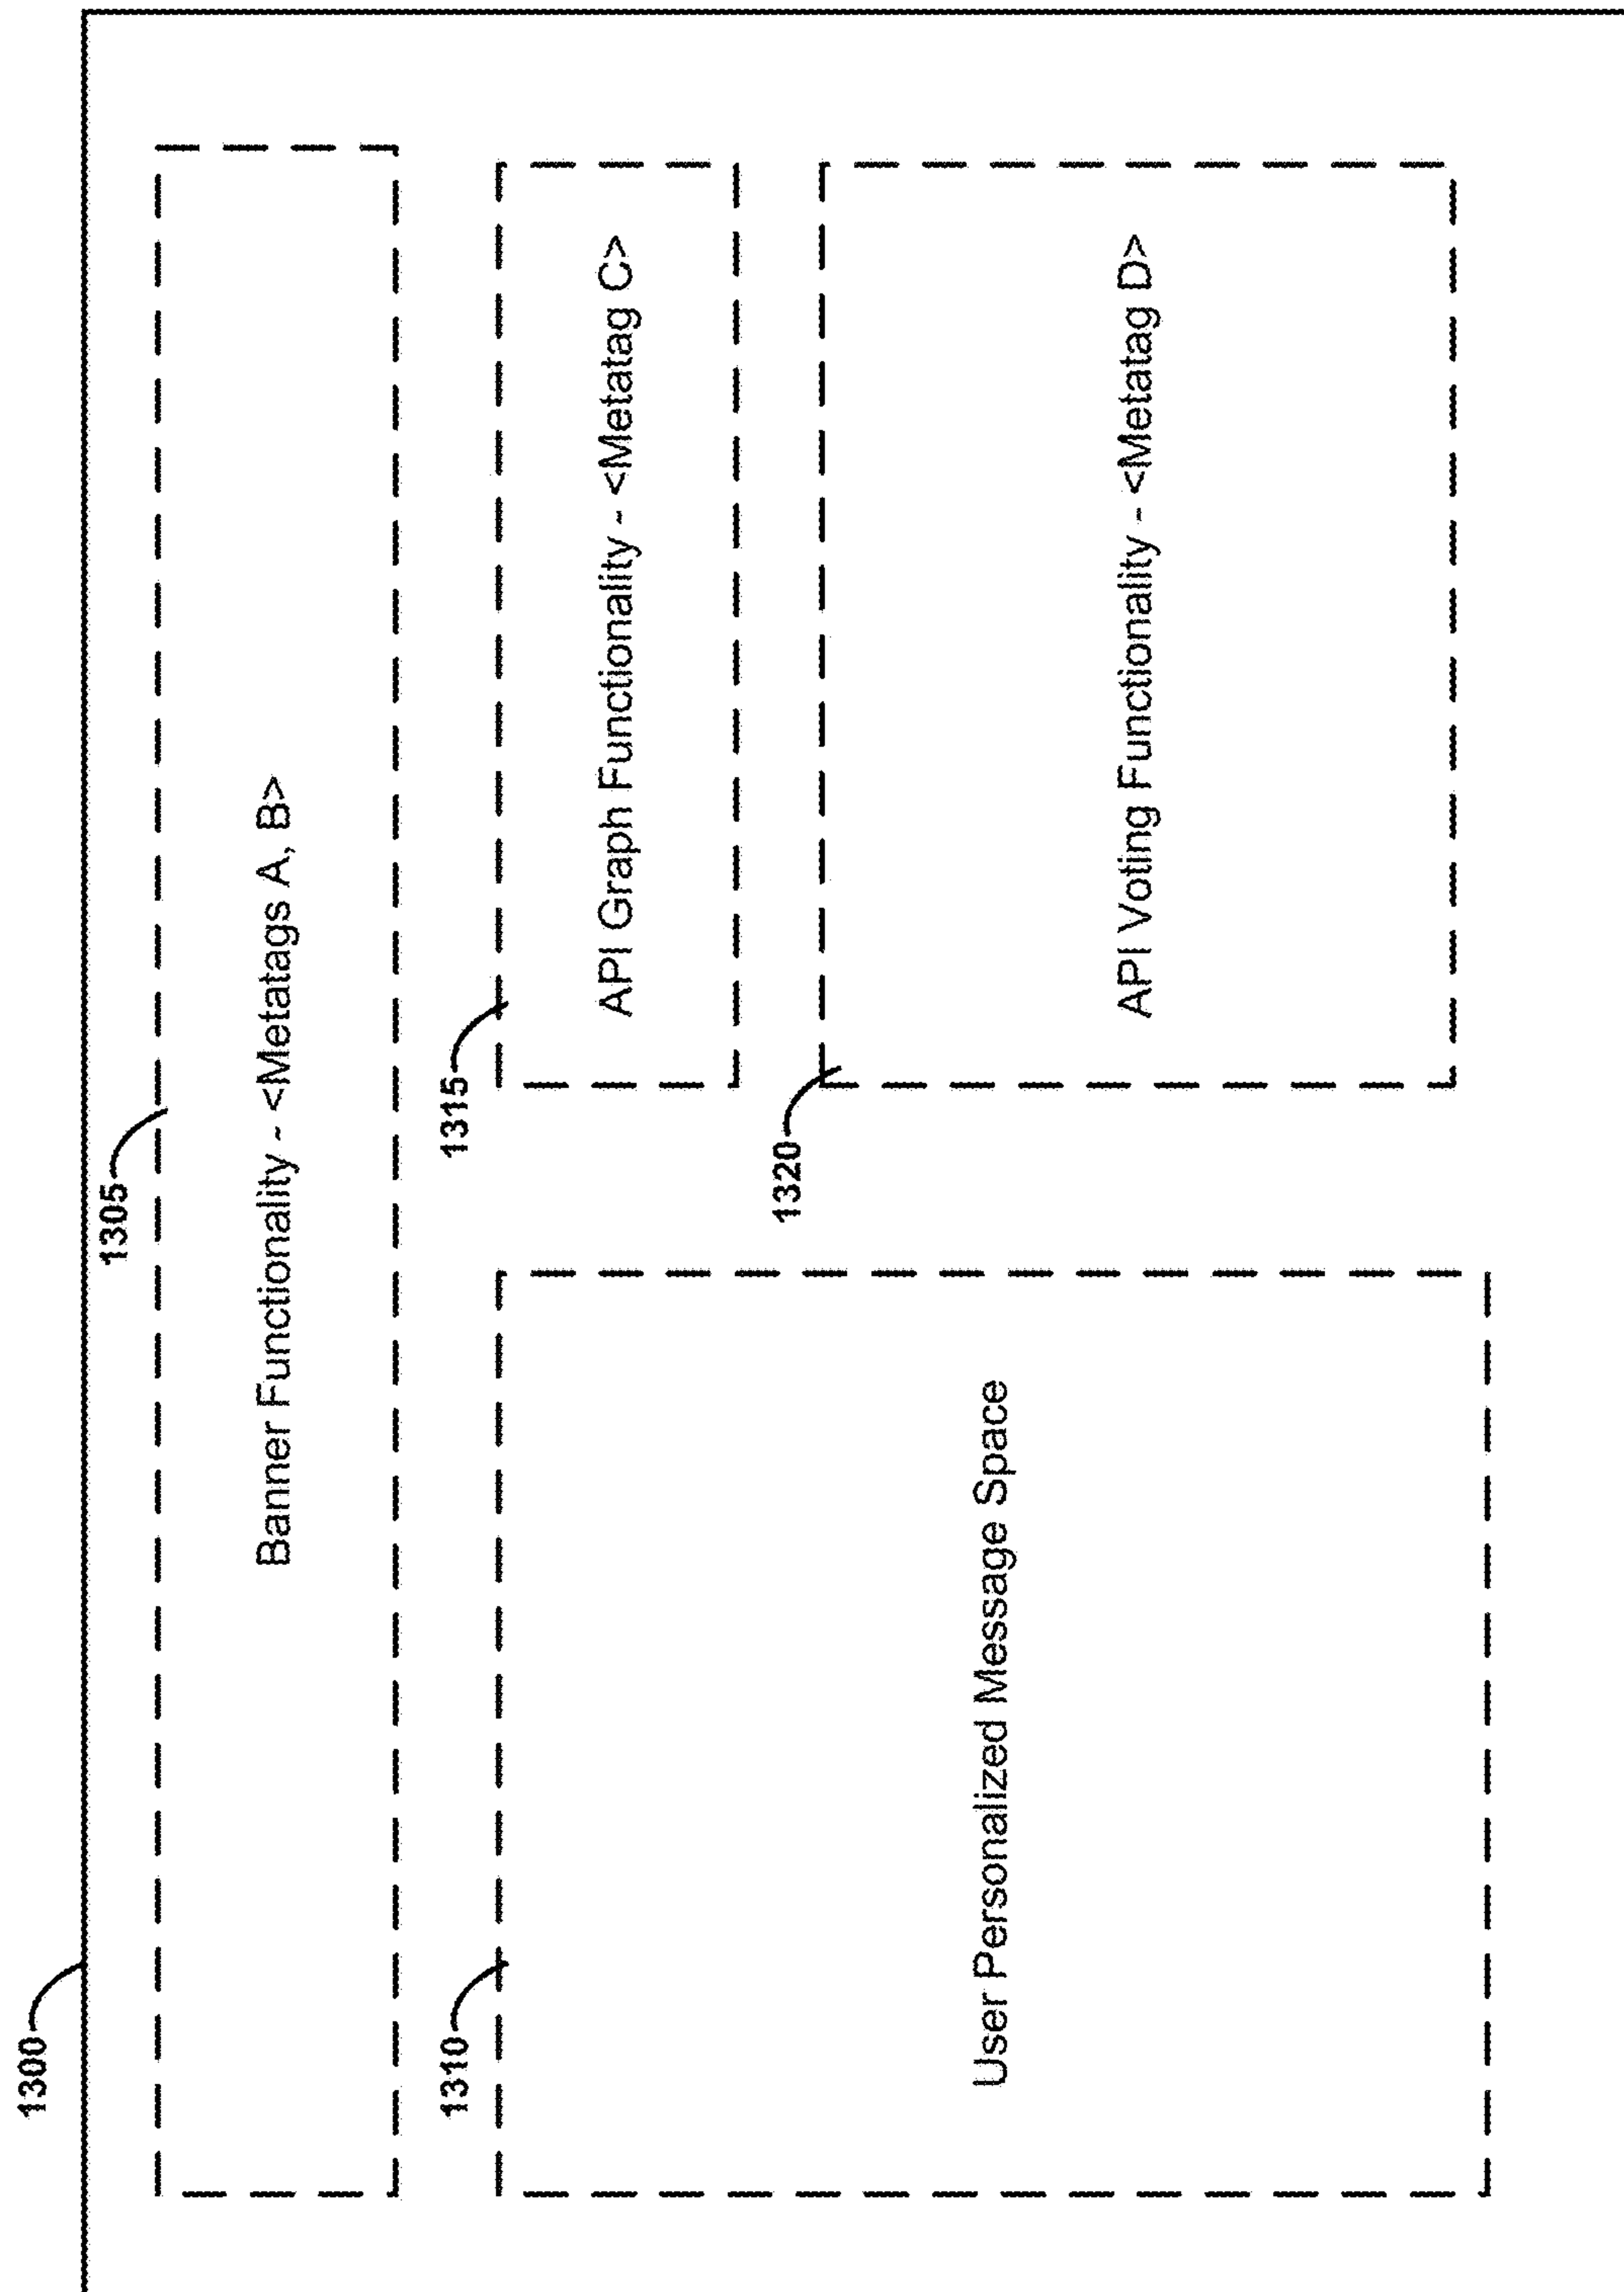 1300
1305
Banner Functionality - <Metatags A, B>
1310
User Personalized Message Space
1315
API Graph Functionality - <Metatag C>
1320
API Voting Functionality - <Metatag D>